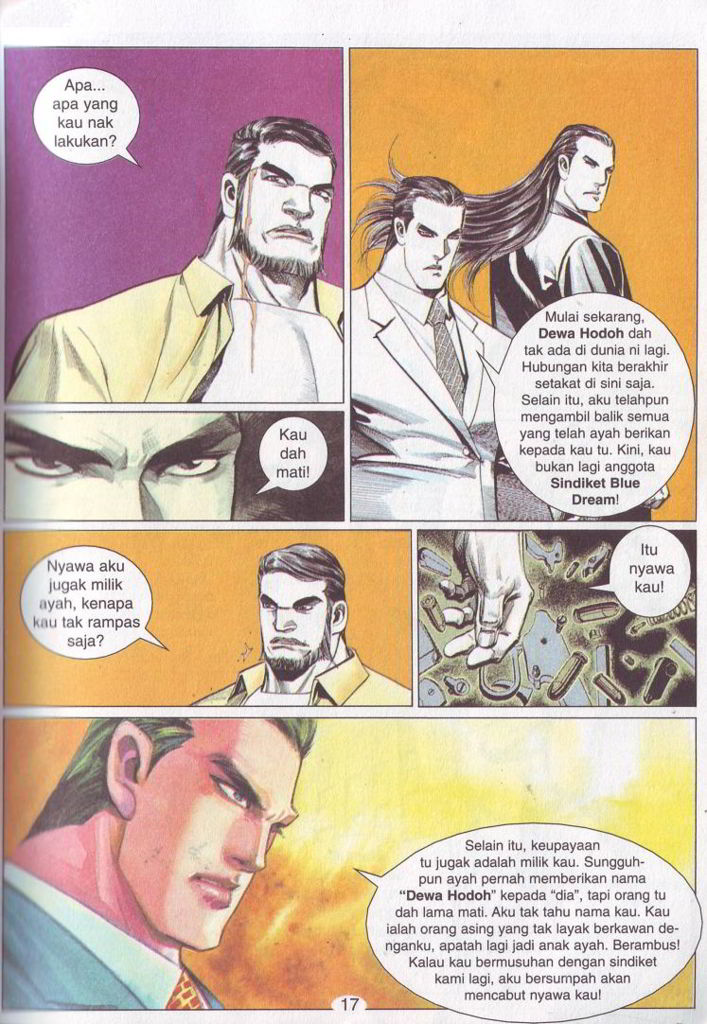 Apa...
apa yang
kau nak
lakukan?
Mulai sekarang,
Dewa Hodoh dah
tak ada di dunia ni lagi.
Hubungan kita berakhir
setakat di sini saja.
Selain itu, aku telahpun
mengambil balik semua
yang telah ayah berikan
kepada kau tu. Kini, kau
bukan lagi anggota
Sindiket Blue
Dream!
Kau
dah
mati!
Nyawa aku
jugak milik
ayah, kenapa
kau tak rampas
saja?
Itu
nyawa
kau!
Selain itu, keupayaan
tu jugak adalah milik kau. Sungguh-
pun ayah pernah memberikan nama
“Dewa Hodoh” kepada “dia”, tapi orang tu
dah lama mati. Aku tak tahu nama kau. Kau
ialah orang asing yang tak layak berkawan de-
nganku, apatah lagi jadi anak ayah. Berambus!
Kalau kau bermusuhan dengan sindiket
kami lagi, aku bersumpah akan
mencabut nyawa kau!
17